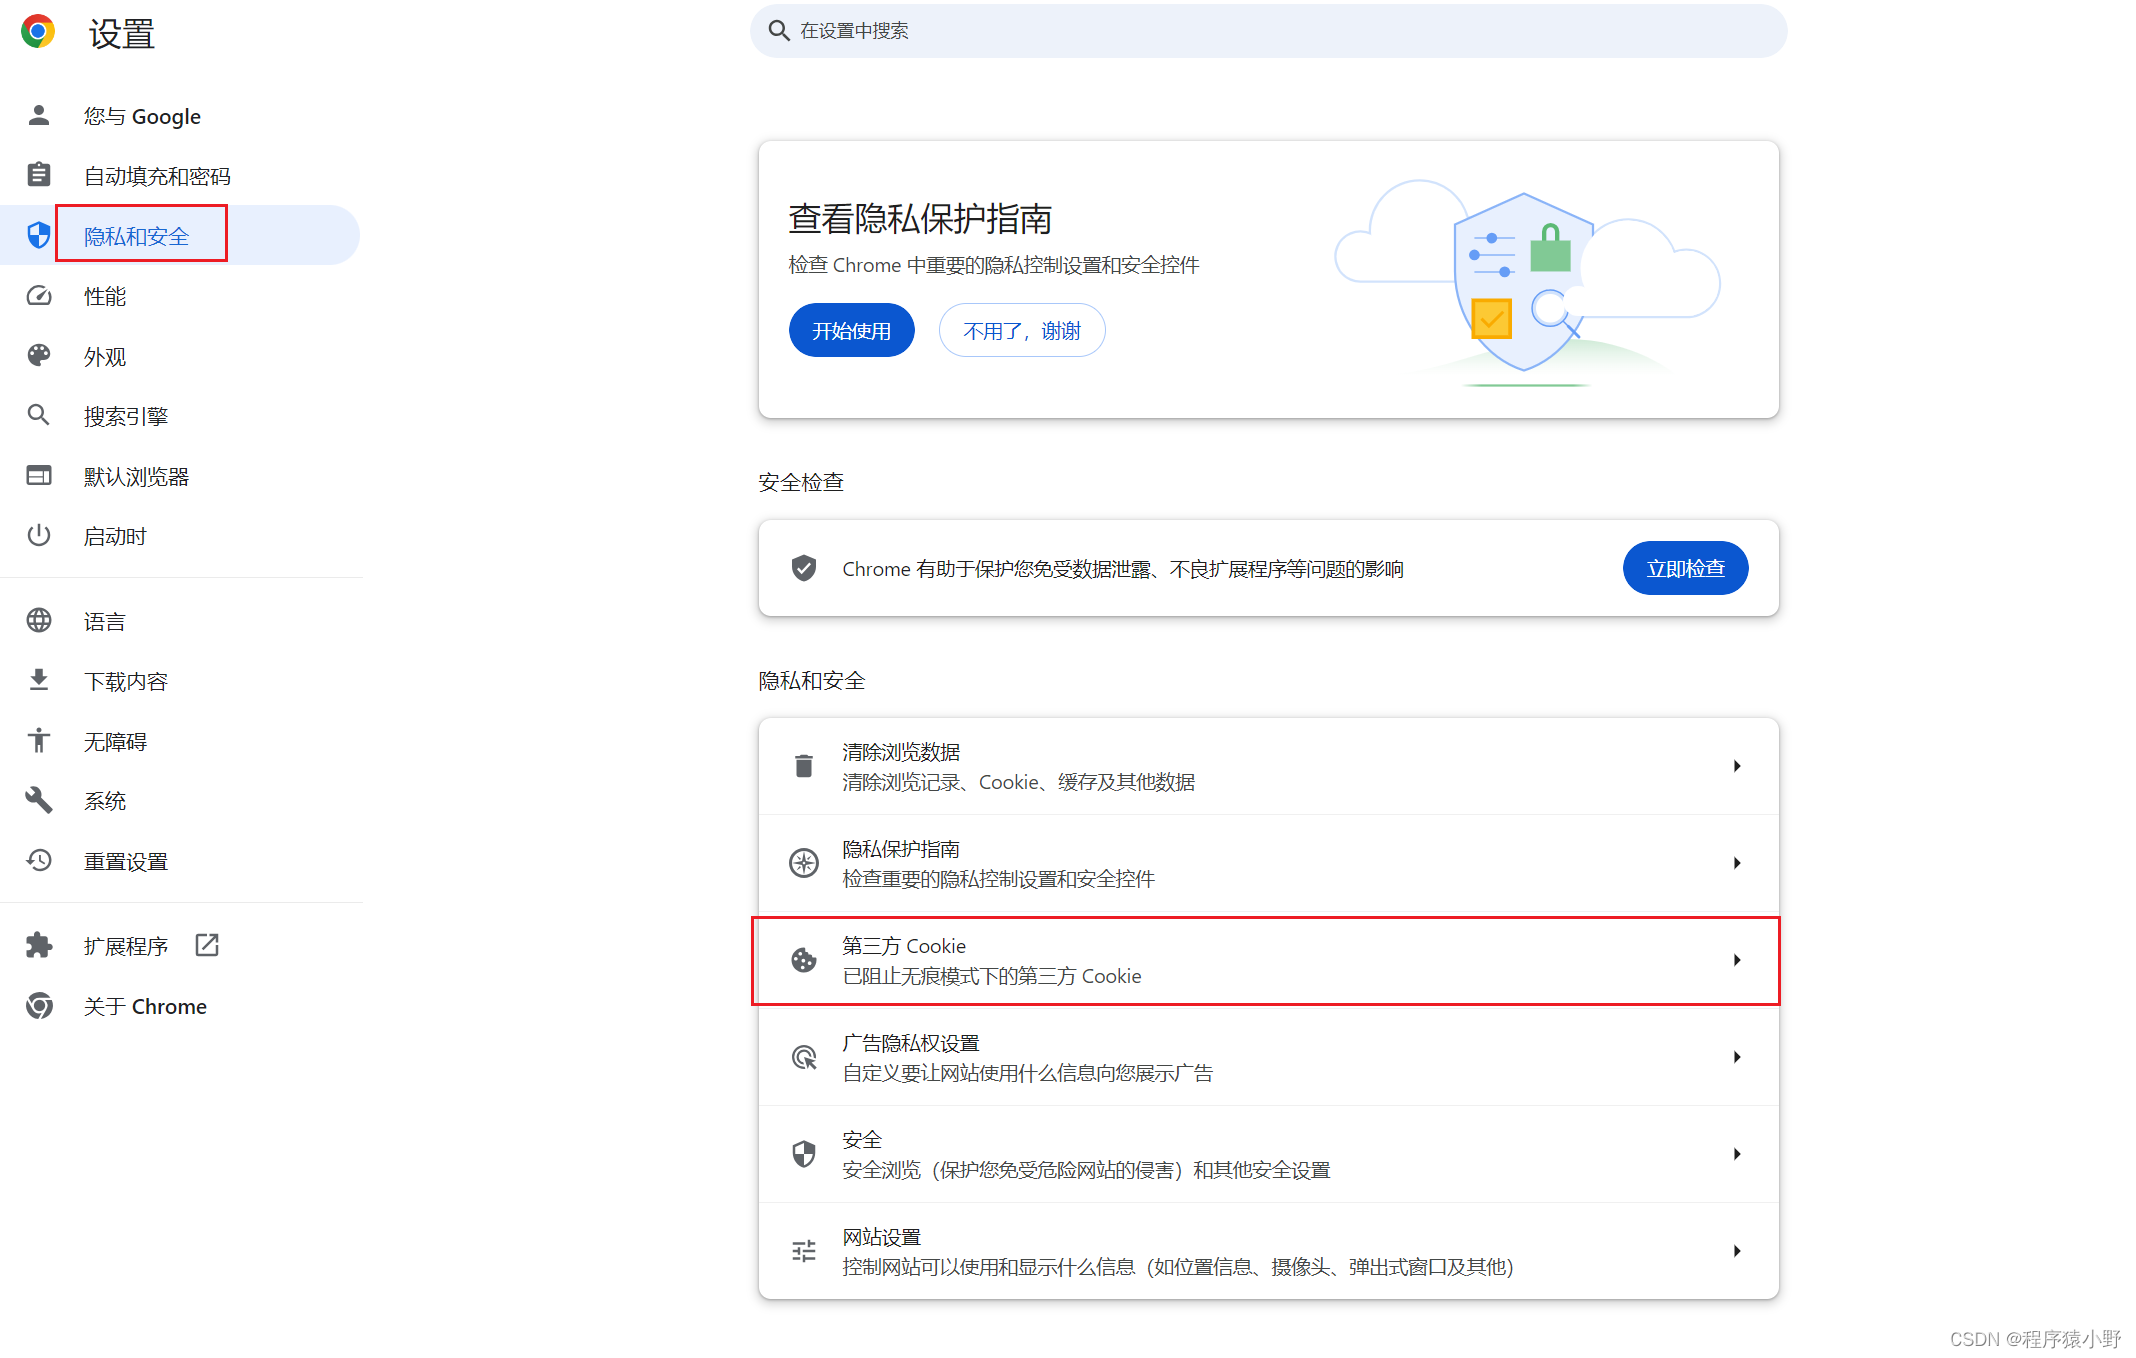 设置
在设置中搜索
您与 Google
自动填充和密码
隐私和安全
性能
外观
搜索引擎
默认浏览器
启动时
语言
下载内容
无障碍
系统
重置设置
扩展程序
关于 Chrome
查看隐私保护指南
检查 Chrome 中重要的隐私控制设置和安全控件
开始使用
不用了，谢谢
安全检查
Chrome 有助于保护您免受数据泄露、不良扩展程序等问题的影响
立即检查
隐私和安全
清除浏览数据
清除浏览记录、Cookie、缓存及其他数据
隐私保护指南
检查重要的隐私控制设置和安全控件
第三方 Cookie
已阻止无痕模式下的第三方 Cookie
广告隐私权设置
自定义要让网站使用什么信息向您展示广告
安全
安全浏览（保护您免受危险网站的侵害）和其他安全设置
网站设置
控制网站可以使用和显示什么信息（如位置信息、摄像头、弹出式窗口及其他）
CSDN @程序猿小野